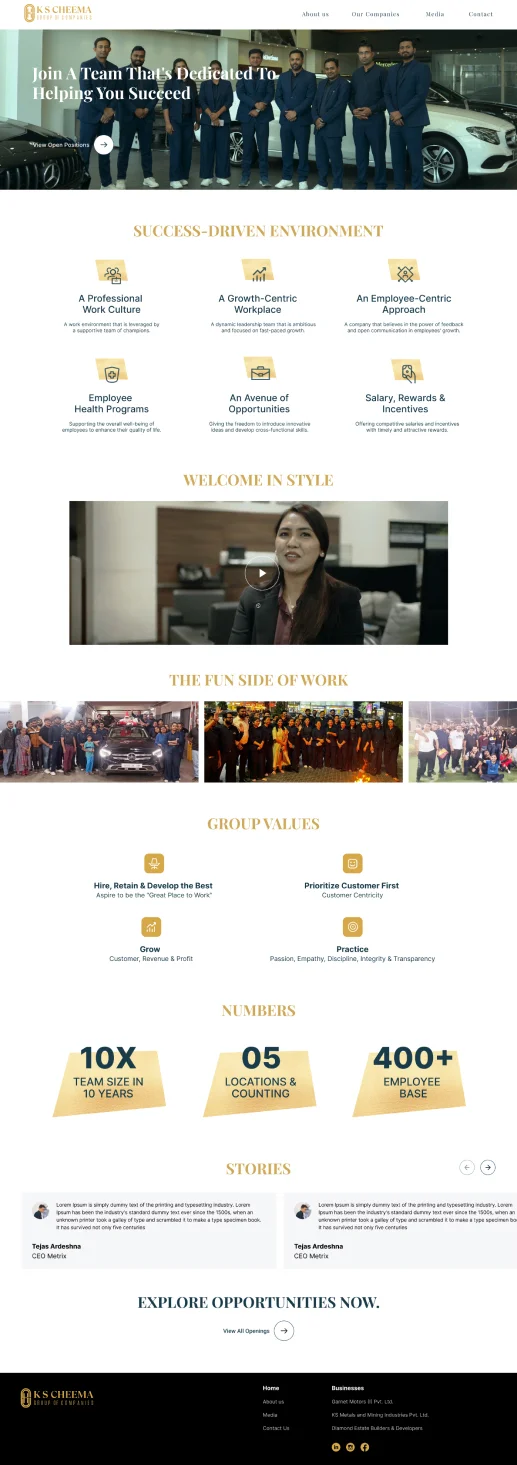 K S CHEEMA
GROUP OF COMPANIES
About us
Our Companies
Media
Contact
Join A Team That's Dedicated To
Helping You Succeed
View Open Positions
SUCCESS-DRIVEN ENVIRONMENT
A Professional
Work Culture
A work environment that is leveraged by
a supportive team of champions.
A Growth-Centric
Workplace
A dynamic leadership team that is ambitious
and focused on fast-paced growth.
An Employee-Centric
Approach
A company that believes in the power of feedback
and open communication in employees' growth.
Employee
Health Programs
Supporting the overall well-being of
employees to enhance their quality of life.
An Avenue of
Opportunities
Giving the freedom to introduce innovative
ideas and develop cross-functional skills.
Salary, Rewards &
Incentives
Offering competitive salaries and incentives
with timely and attractive rewards.
WELCOME IN STYLE
THE FUN SIDE OF WORK
GROUP VALUES
Hire, Retain & Develop the Best
Aspire to be the "Great Place to Work"
Prioritize Customer First
Customer Centricity
Grow
Customer, Revenue & Profit
Practice
Passion, Empathy, Discipline, Integrity & Transparency
NUMBERS
10X
TEAM SIZE IN
10 YEARS
05
LOCATIONS &
COUNTING
400+
EMPLOYEE
BASE
STORIES
Lorem Ipsum is simply dummy text of the printing and typesetting industry. Lorem
Ipsum has been the industry's standard dummy text ever since the 1500s, when an
unknown printer took a galley of type and scrambled it to make a type specimen book.
It has survived not only five centuries
Tejas Ardeshna
CEO Metrix
Lorem Ipsum is simply dummy text of the printing and typesetting industry. Lorem
Ipsum has been the industry's standard dummy text ever since the 1500s, when an
unknown printer took a galley of type and scrambled it to make a type specimen bo
It has survived not only five centuries
Tejas Ardeshna
CEO Metrix
EXPLORE OPPORTUNITIES NOW.
View All Openings
K S CHEEMA
GROUP OF COMPANIES
Home
About us
Media
Contact Us
Businesses
Garnet Motors (I) Pvt. Ltd.
KS Metals and Mining Industries Pvt. Ltd.
Diamond Estate Builders & Developers